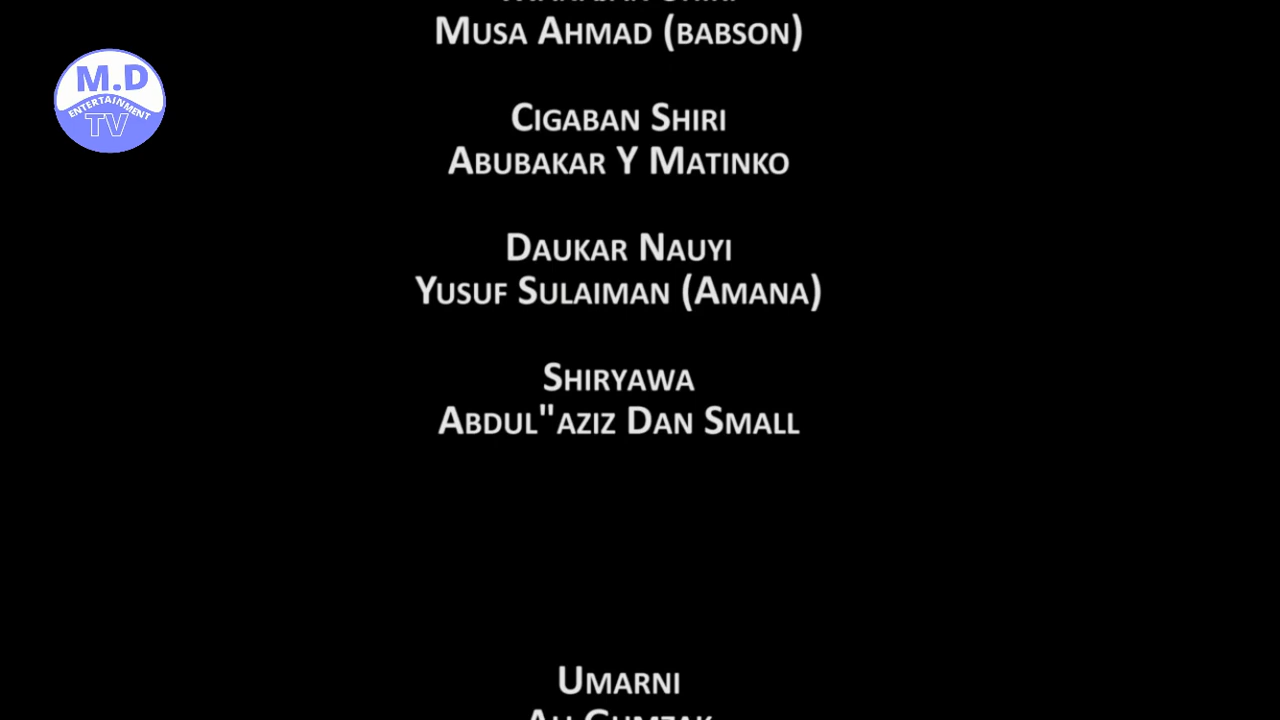 Musa Ahmad (babson)
M.D
ENTERTAINMENT
TV
Cigaban Shiri
Abubakar Y Matinko
Daukar Nauyi
Yusuf Sulaiman (Amana)
Shiryawa
Abdul"aziz Dan Small
Umarni